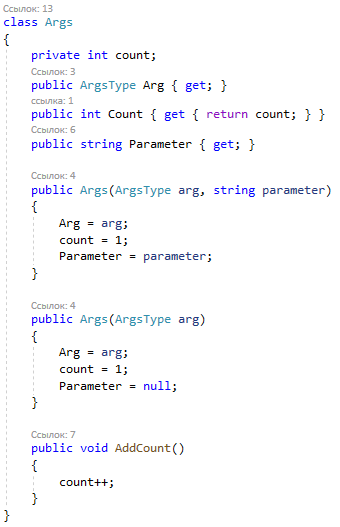 Ссылок: 13
class Args
{
private int count;
Ссылок: 3
public ArgsType Arg { get; }
ссылка: 1
public int Count { get { return count; } }
Ссылок: 6
public string Parameter { get; }
Ссылок: 4
public Args(ArgsType arg, string parameter)
{
Arg = arg;
count = 1;
Parameter = parameter;
}
Ссылок: 4
public Args(ArgsType arg)
{
Arg = arg;
count = 1;
Parameter = null;
}
Ссылок: 7
public void AddCount()
{
count++;
}
}